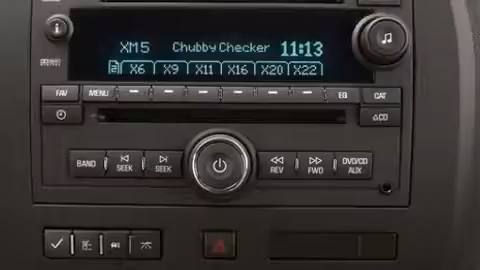 XM5 Chubby Checker 11:13
2 X6 X9 X11 X16 X20 X22
FAV MENU EQ CAT
CD
BAND SEEK SEEK REV FWD DVD/CD AUX